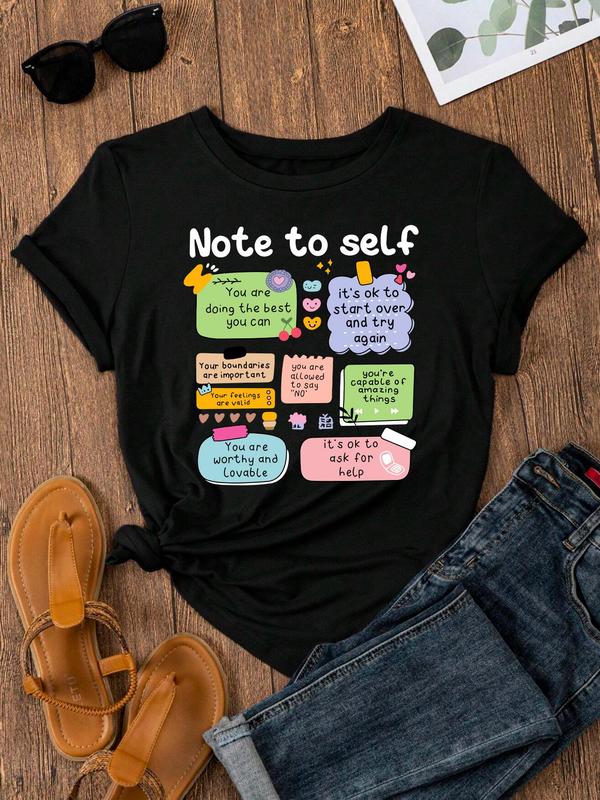 Note to self
You are
doing the best
you can
it's ok to
start over
and try
again
Your boundaries
are important
you are
allowed
to say
"NO'
you're
capable of
amazing
things
Your feelings
are valid
You are
worthy and
lovable
it's ok to
ask for
help
21